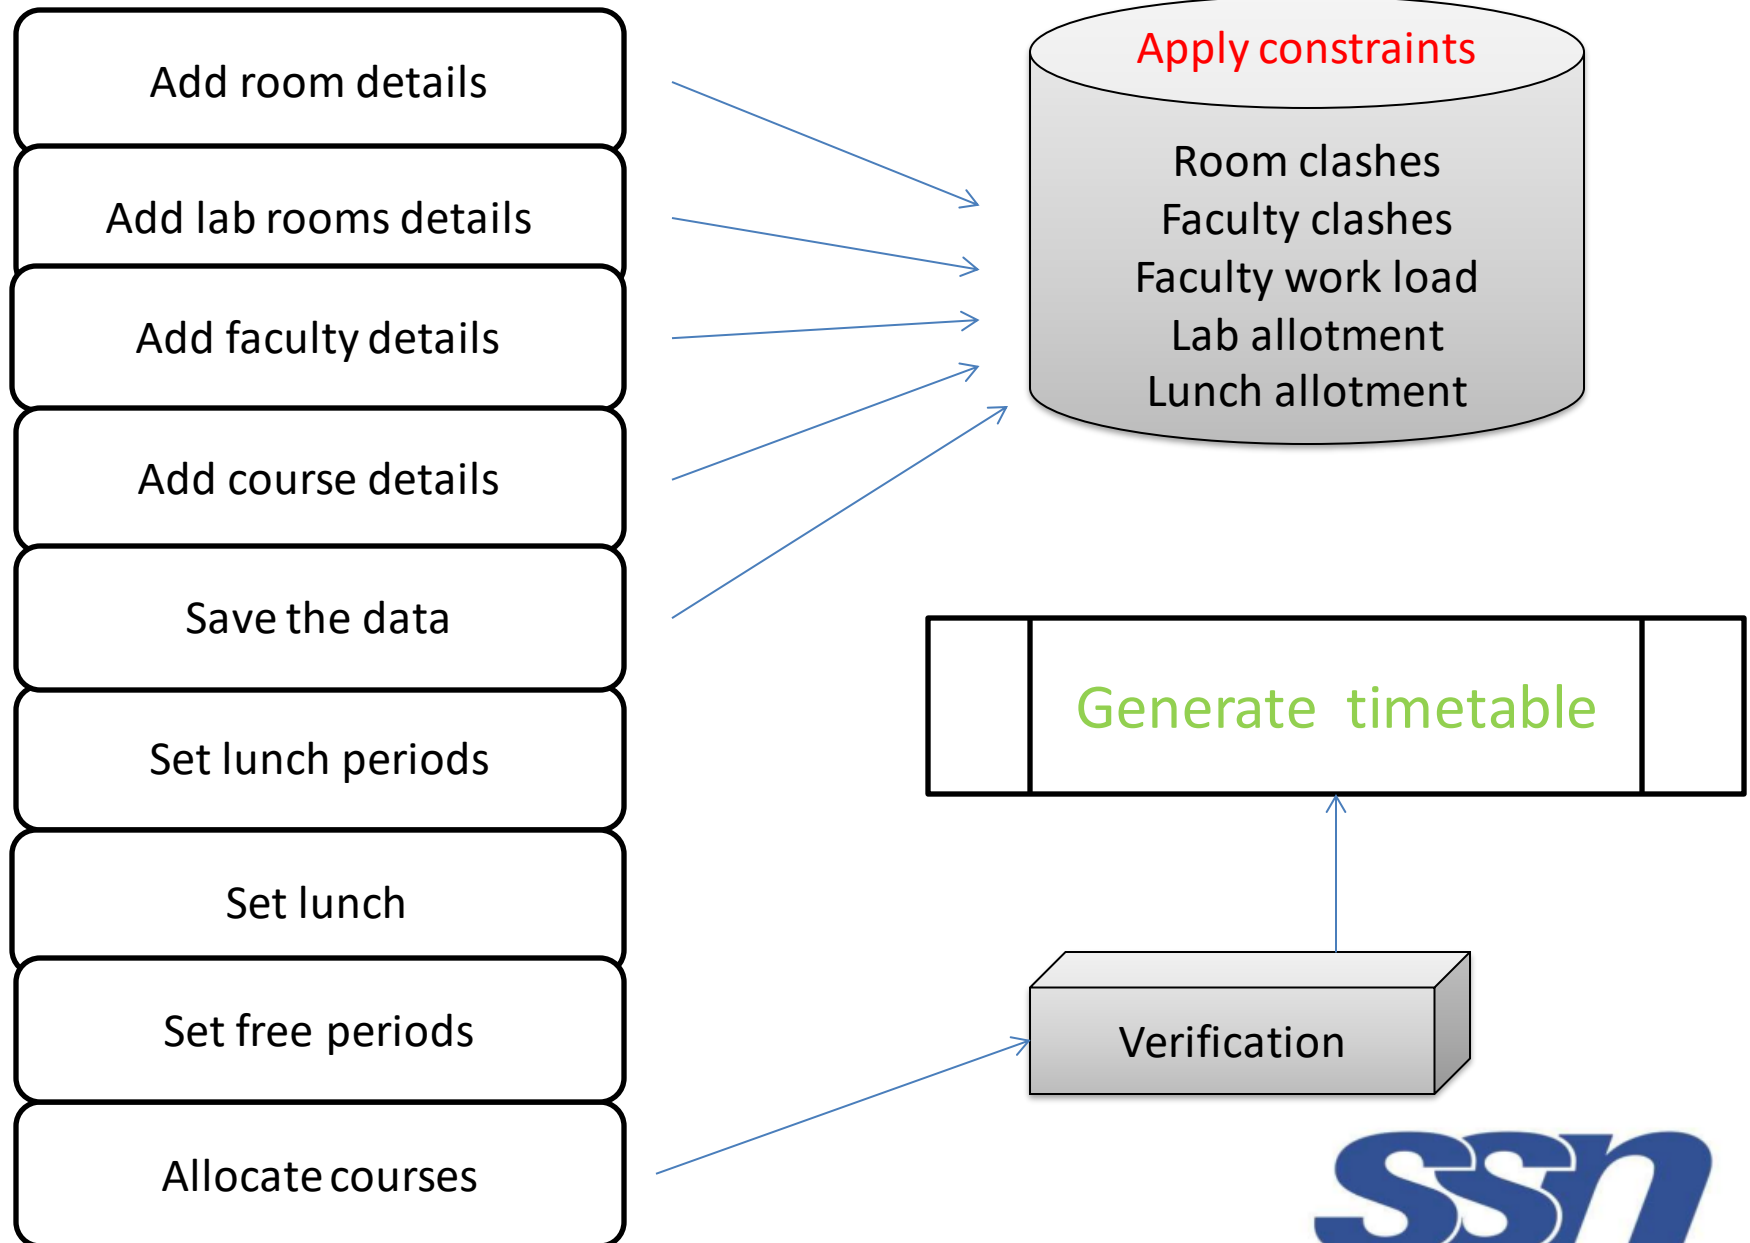 Add room details
Add lab rooms details
Add faculty details
Add course details
Save the data
Set lunch periods
Set lunch
Set free periods
Allocate courses
Apply constraints
Room clashes
Faculty clashes
Faculty work load
Lab allotment
Lunch allotment
Generate timetable
Verification
ssn